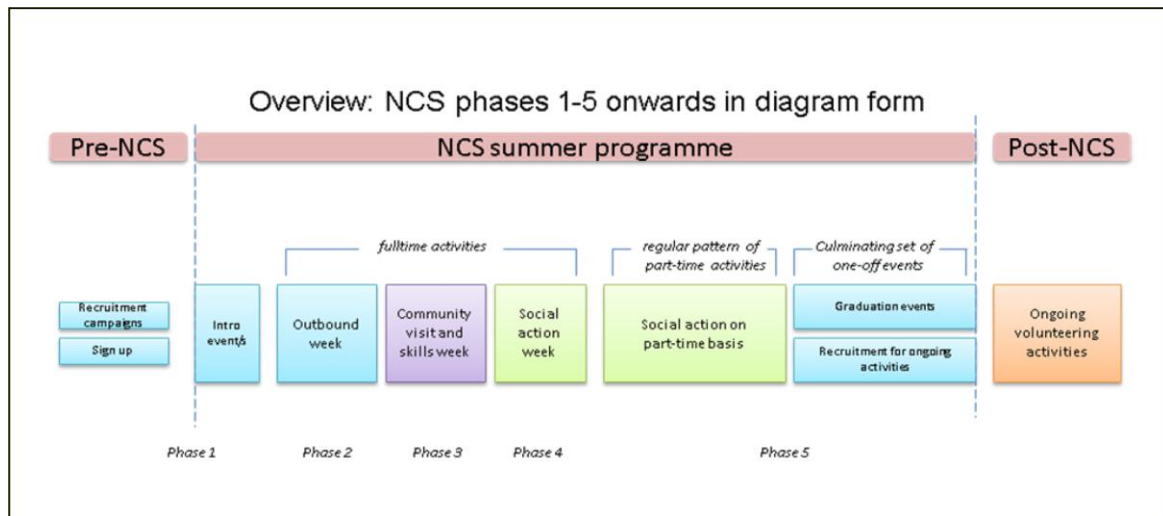 Overview: NCS phases 1-5 onwards in diagram form
Pre-NCS
NCS summer programme
Post-NCS
fulltime activities
regular pattern of
part-time activities
Culminating set of
one-off events
Recruitment
campaigns
Sign up
Intro
event/s
Outbound
week
Community
visit and
skills week
Social
action
week
Social action on
part-time basis
Graduation events
Recruitment for ongoing
activities
Ongoing
volunteering
activities
Phase 1
Phase 2
Phase 3
Phase 4
Phase 5